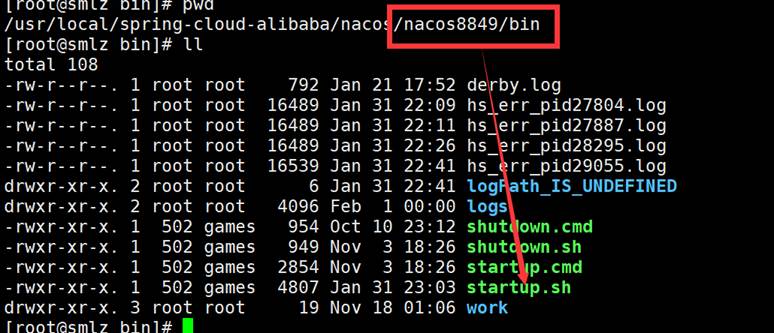 [root@smlz bin]# pwd
/usr/local/spring-cloud-alibaba/nacos/nacos8849/bin
[root@smlz bin]# ll
total 108
-rw-r--r--. 1 root root    792 Jan 21 17:52 derby.log
-rw-r--r--. 1 root root  16489 Jan 31 22:09 hs_err_pid27804.log
-rw-r--r--. 1 root root  16489 Jan 31 22:11 hs_err_pid27887.log
-rw-r--r--. 1 root root  16489 Jan 31 22:26 hs_err_pid28295.log
-rw-r--r--. 1 root root  16539 Jan 31 22:41 hs_err_pid29055.log
drwxr-xr-x. 2 root root      6 Jan 31 22:41 logPath_IS_UNDEFINED
drwxr-xr-x. 2 root root   4096 Feb  1 00:00 logs
-rwxr-xr-x. 1  502 games   954 Oct 10 23:12 shutdown.cmd
-rwxr-xr-x. 1  502 games   949 Nov  3 18:26 shutdown.sh
-rwxr-xr-x. 1  502 games  2854 Nov  3 18:26 startup.cmd
-rwxr-xr-x. 1  502 games  4807 Jan 31 23:03 startup.sh
drwxr-xr-x. 3 root root     19 Nov 18 01:06 work
[root@smlz bin]#